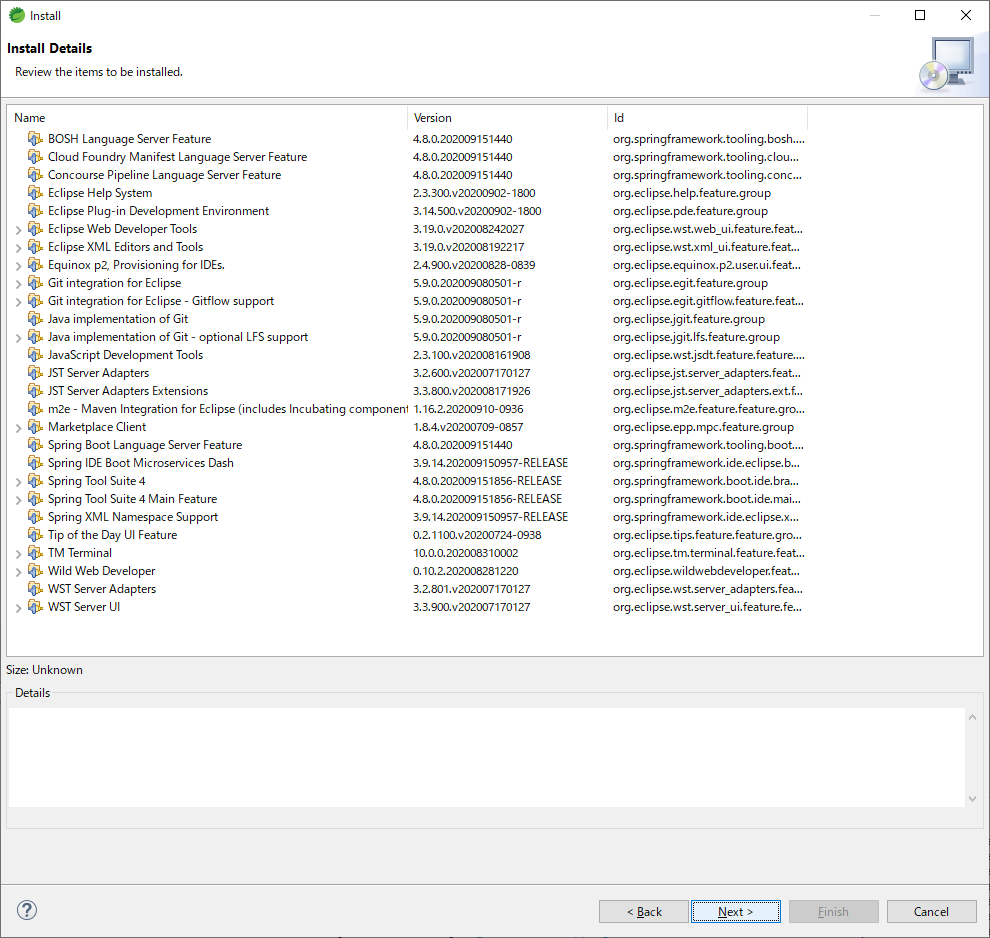 Install
Install Details
Review the items to be installed.
Name Version Id
BOSH Language Server Feature 4.8.0.202009151440 org.springframework.tooling.bosh....
Cloud Foundry Manifest Language Server Feature 4.8.0.202009151440 org.springframework.tooling.clou...
Concourse Pipeline Language Server Feature 4.8.0.202009151440 org.springframework.tooling.conc...
Eclipse Help System 2.3.300.v20200902-1800 org.eclipse.help.feature.group
Eclipse Plug-in Development Environment 3.14.500.v20200902-1800 org.eclipse.pde.feature.group
Eclipse Web Developer Tools 3.19.0.v202008242027 org.eclipse.wst.web_ui.feature.feat...
Eclipse XML Editors and Tools 3.19.0.v202008192217 org.eclipse.wst.xml_ui.feature.feat...
Equinox p2, Provisioning for IDEs. 2.4.900.v20200828-0839 org.eclipse.equinox.p2.user.ui.feat...
Git integration for Eclipse 5.9.0.202009080501-r org.eclipse.egit.feature.group
Git integration for Eclipse - Gitflow support 5.9.0.202009080501-r org.eclipse.egit.gitflow.feature.feat...
Java implementation of Git 5.9.0.202009080501-r org.eclipse.jgit.feature.group
Java implementation of Git - optional LFS support 5.9.0.202009080501-r org.eclipse.jgit.lfs.feature.group
JavaScript Development Tools 2.3.100.v202008161908 org.eclipse.wst.jsdt.feature.feature....
JST Server Adapters 3.2.600.v202007170127 org.eclipse.jst.server_adapters.feat...
JST Server Adapters Extensions 3.3.800.v202008171926 org.eclipse.jst.server_adapters.ext.f...
m2e - Maven Integration for Eclipse (includes Incubating component 1.16.2.20200910-0936 org.eclipse.m2e.feature.feature.gro...
Marketplace Client 1.8.4.v20200709-0857 org.eclipse.epp.mpc.feature.group
Spring Boot Language Server Feature 4.8.0.202009151440 org.springframework.tooling.boot....
Spring IDE Boot Microservices Dash 3.9.14.202009150957-RELEASE org.springframework.ide.eclipse.b...
Spring Tool Suite 4 4.8.0.202009151856-RELEASE org.springframework.boot.ide.bra...
Spring Tool Suite 4 Main Feature 4.8.0.202009151856-RELEASE org.springframework.boot.ide.mai...
Spring XML Namespace Support 3.9.14.202009150957-RELEASE org.springframework.ide.eclipse.x...
Tip of the Day UI Feature 0.2.1100.v20200724-0938 org.eclipse.tips.feature.feature.gro...
TM Terminal 10.0.0.202008310002 org.eclipse.tm.terminal.feature.feat...
Wild Web Developer 0.10.2.202008281220 org.eclipse.wildwebdeveloper.feat...
WST Server Adapters 3.2.801.v202007170127 org.eclipse.wst.server_adapters.fea...
WST Server UI 3.3.900.v202007170127 org.eclipse.wst.server_ui.feature.fe...
Size: Unknown
Details
? < Back Next > Finish Cancel